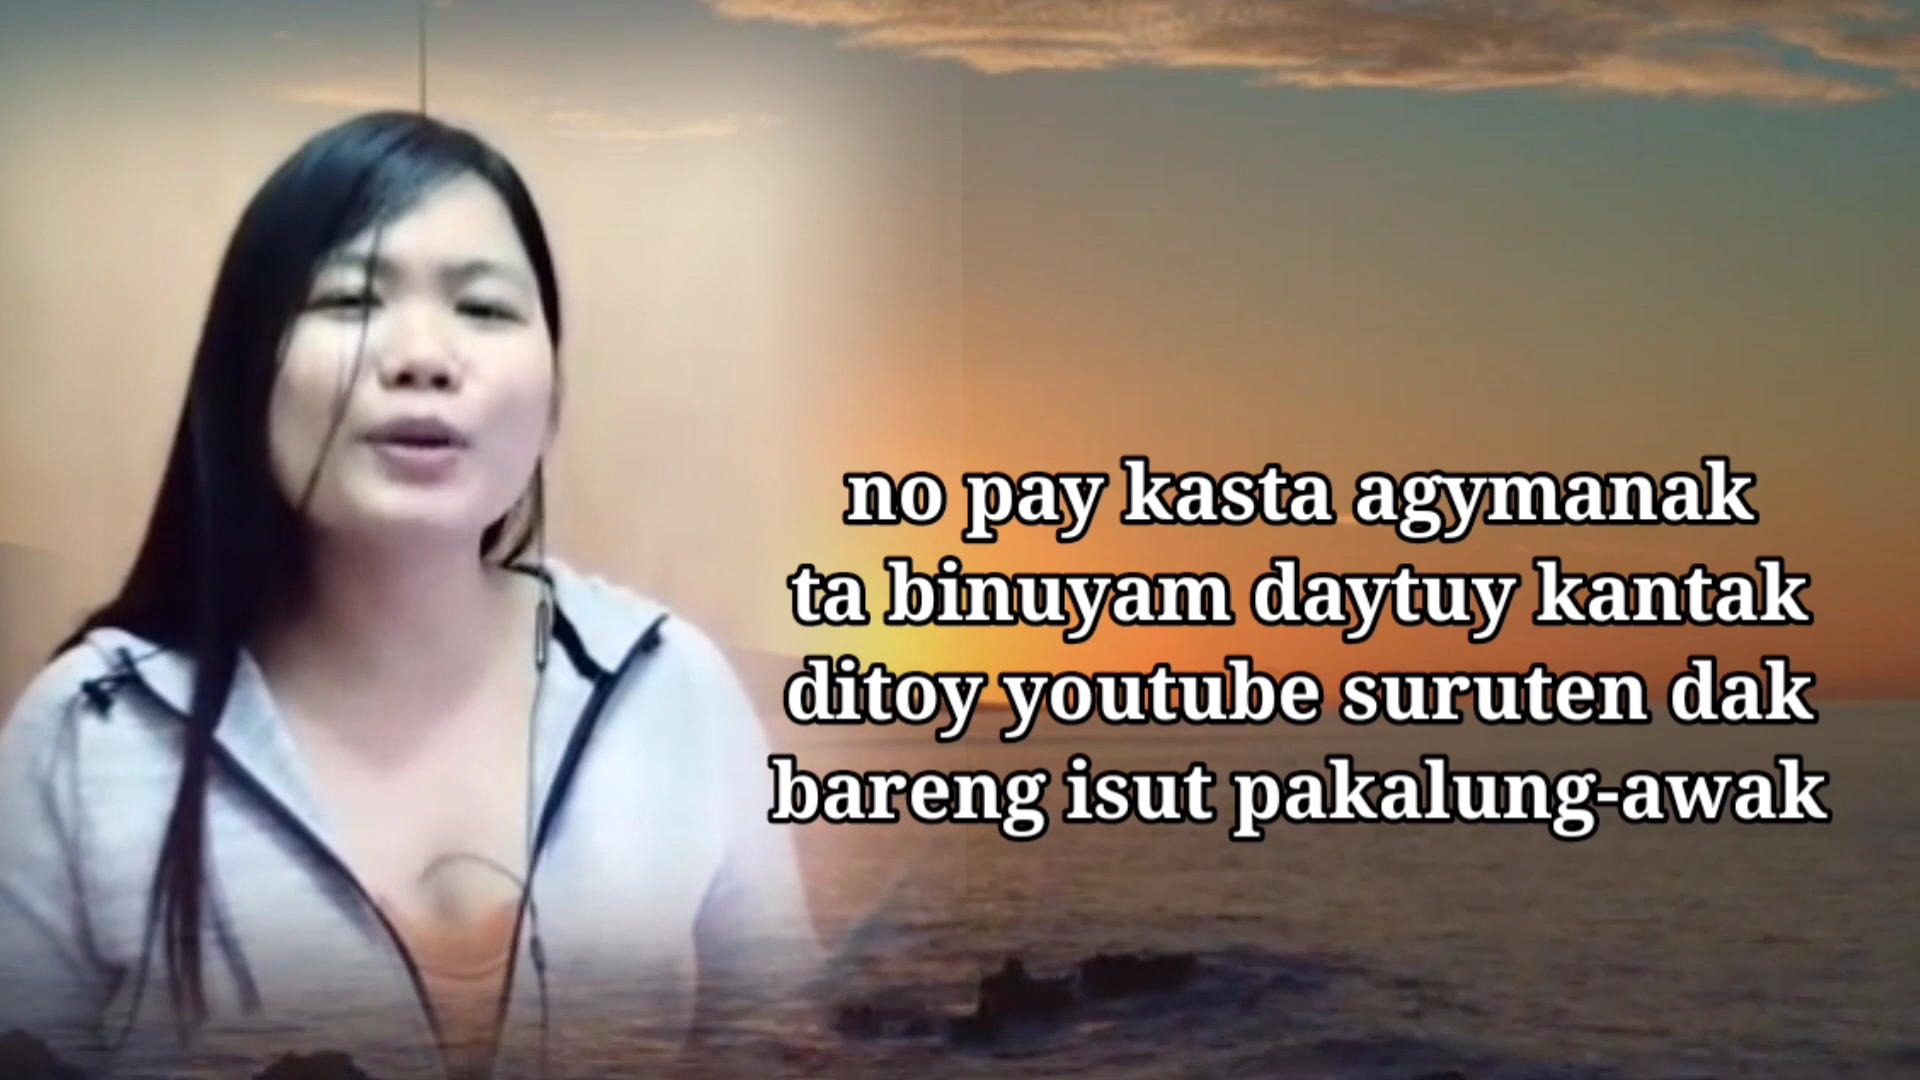 no pay kasta agymanak
ta binuyam daytuy kantak
ditoy youtube suruten dak
bareng isut pakalung-awak